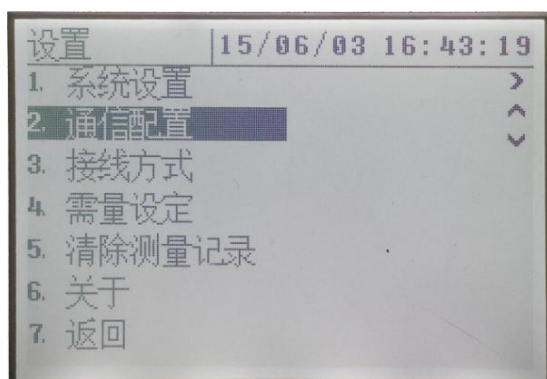 设置 15/06/03 16:43:19
1. 系统设置 >
2. 通信配置 ^
3. 接线方式
4. 需量设定
5. 清除测量记录
6. 关于
7. 返回